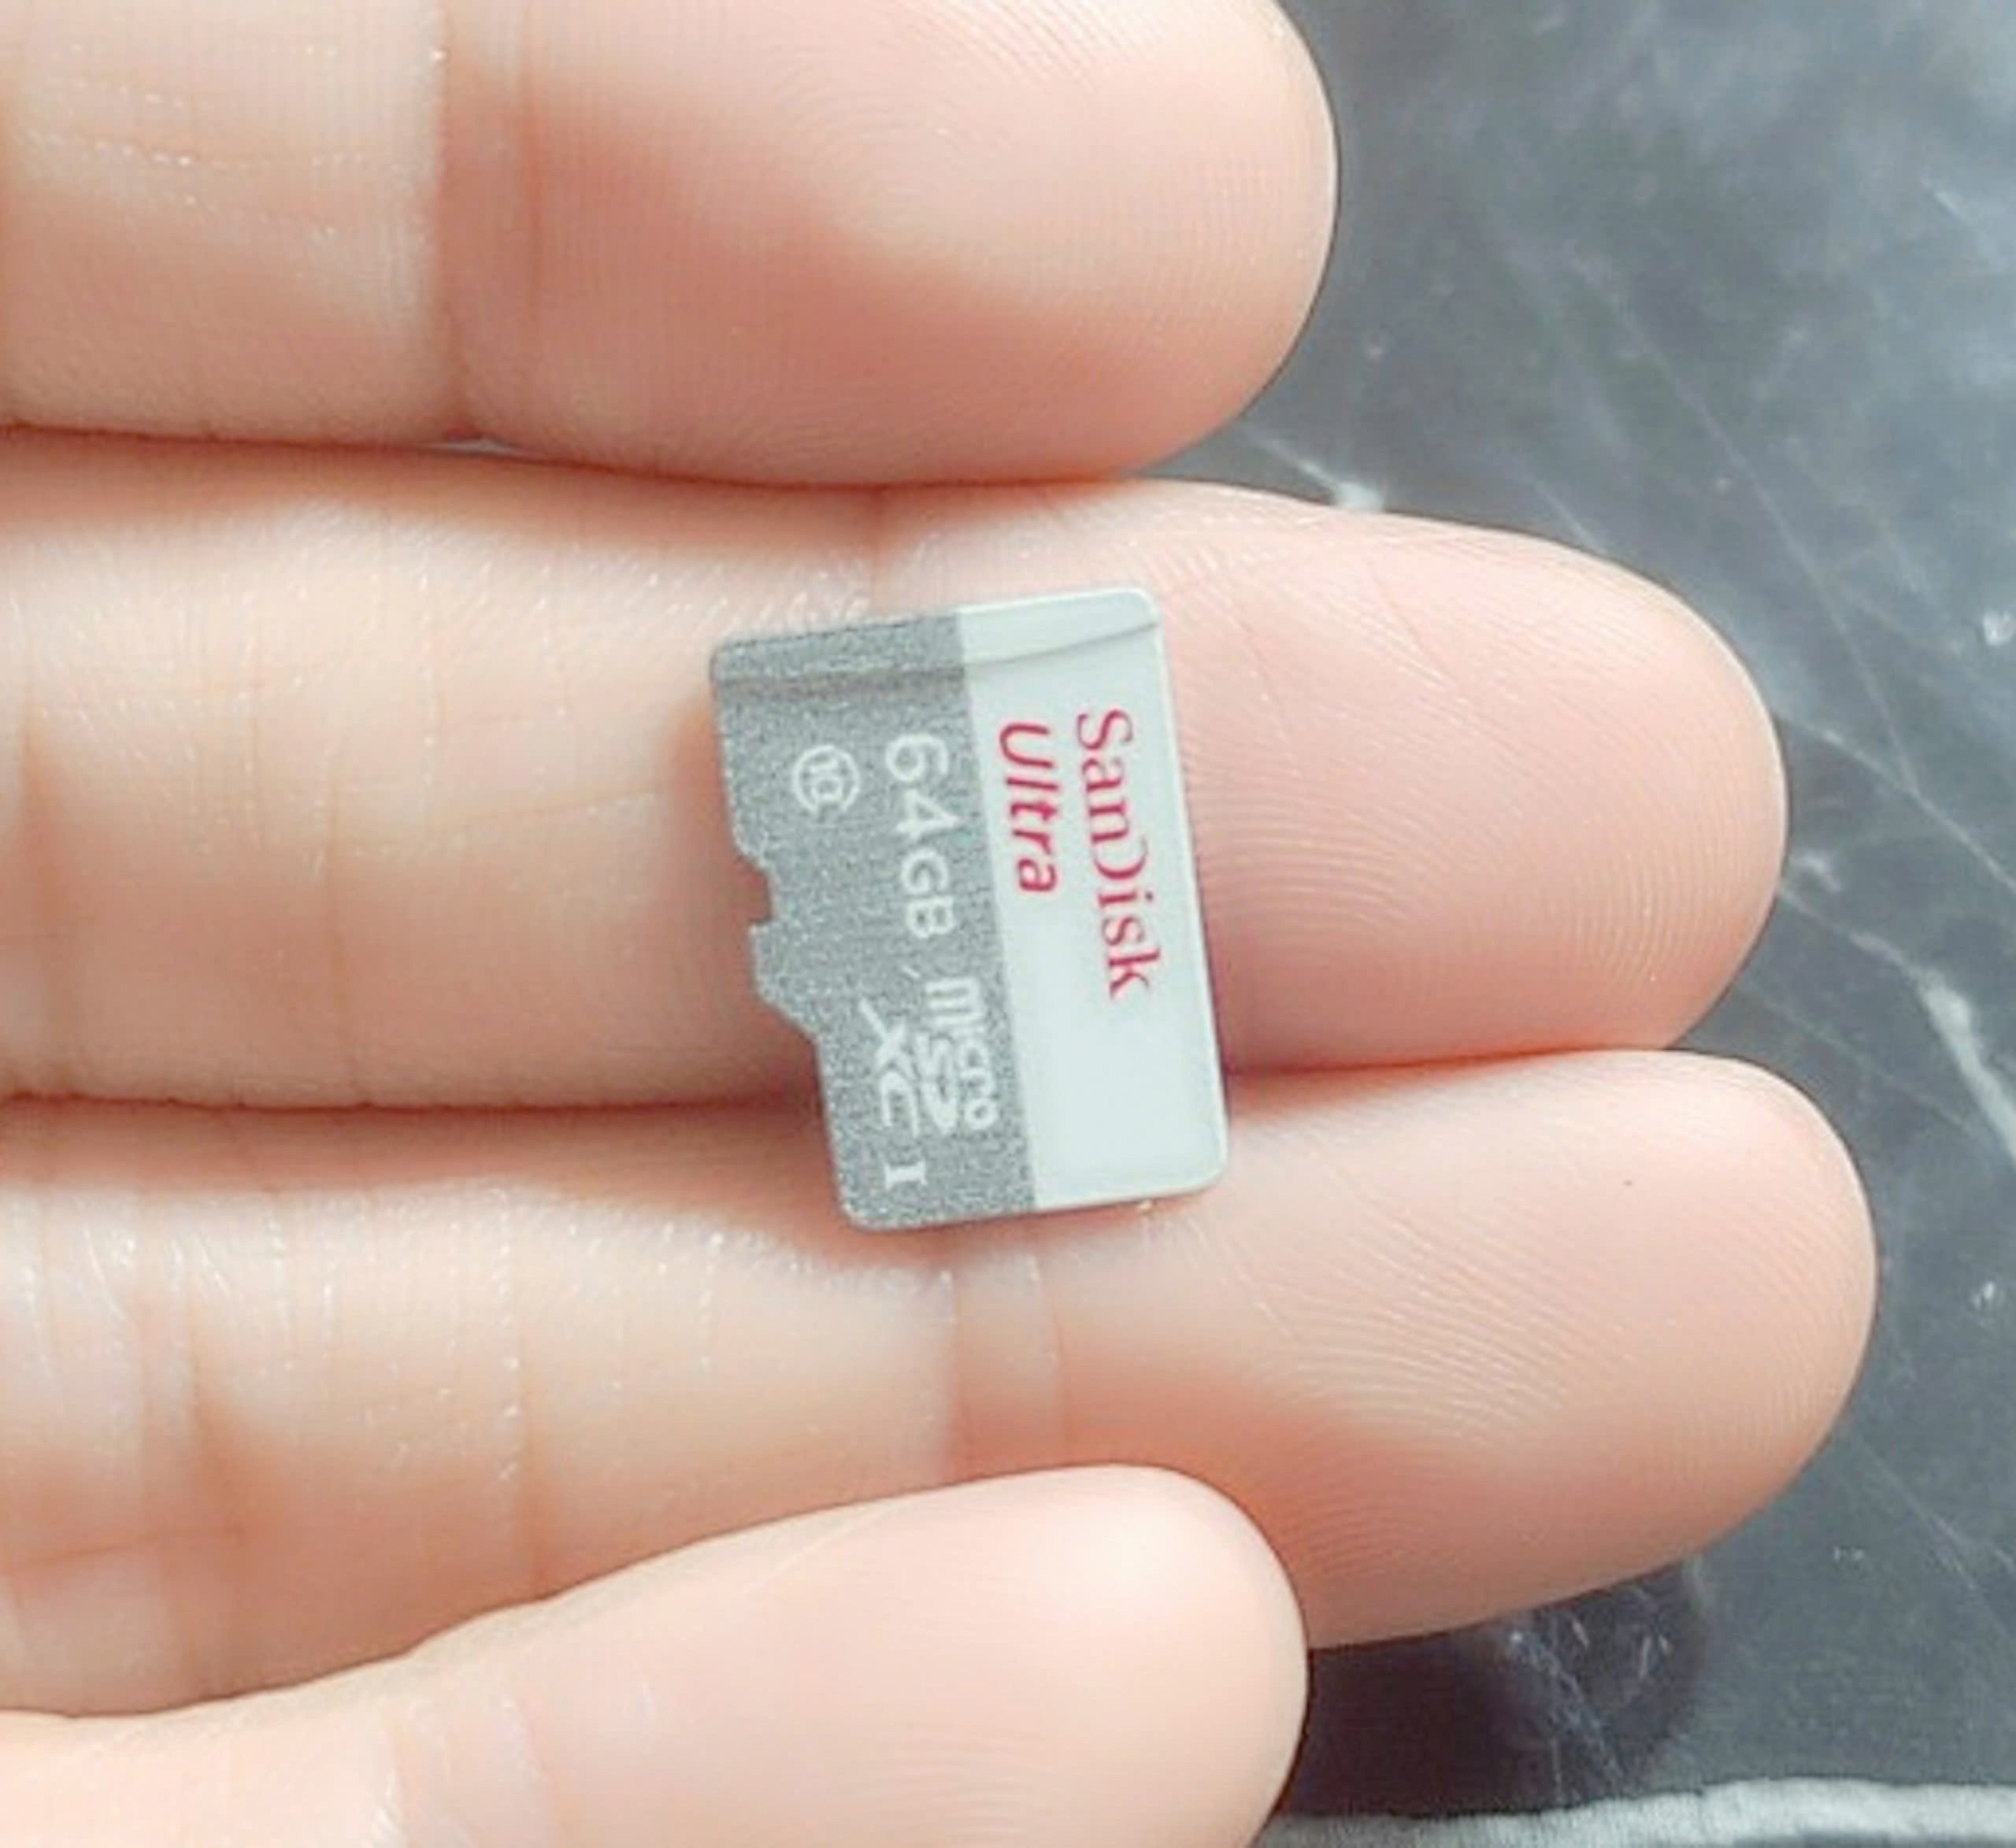 SanDisk
Ultra
64GB micro
SD
XC I
10